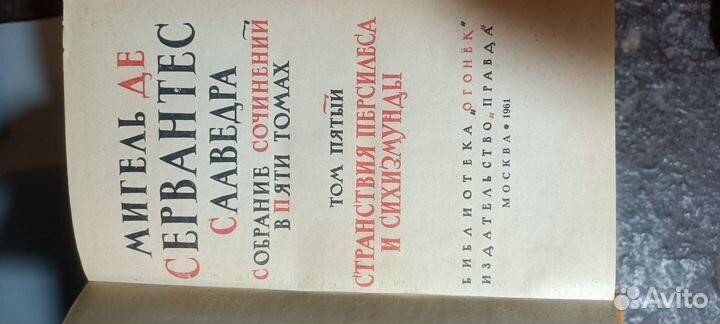 МИГЕЛЬ ДЕ
СЕРВАНТЕС
СААВЕДРА
СОБРАНИЕ СОЧИНЕНИЙ
В ПЯТИ ТОМАХ
ТОМ ПЯТЫЙ
СТРАНСТВИЯ ПЕРСИЛЕСА
И СИХИЗМУНДЫ
БИБЛИОТЕКА „ОГОНЁК"
ИЗДАТЕЛЬСТВО „ПРАВДА"
МОСКВА • 1961
Avito